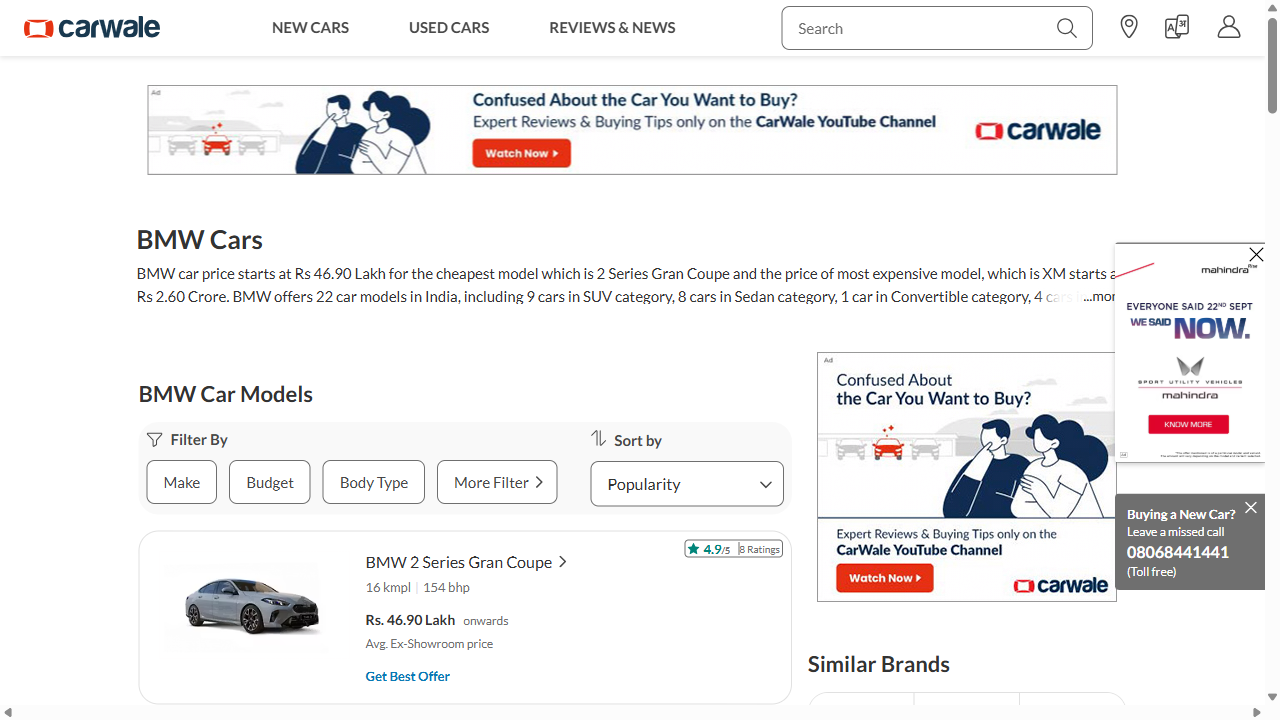 carwale
NEW CARS
USED CARS
REVIEWS & NEWS
Search
Ad
Confused About the Car You Want to Buy?
Expert Reviews & Buying Tips only on the CarWale YouTube Channel
Watch Now
carwale
BMW Cars
BMW car price starts at Rs 46.90 Lakh for the cheapest model which is 2 Series Gran Coupe and the price of most expensive model, which is XM starts
Rs 2.60 Crore. BMW offers 22 car models in India, including 9 cars in SUV category, 8 cars in Sedan category, 1 car in Convertible category, 4 cars ...mor
mahindra Rise
EVERYONE SAID 22ND SEPT
WE SAID NOW.
SPORT UTILITY VEHICLES
mahindra
KNOW MORE
Ad
BMW Car Models
Filter By
Sort by
Make
Budget
Body Type
More Filter
Popularity
BMW 2 Series Gran Coupe
4.9/5
8 Ratings
16 kmpl | 154 bhp
Rs. 46.90 Lakh onwards
Avg. Ex-Showroom price
Get Best Offer
Ad
Confused About
the Car You Want to Buy?
Expert Reviews & Buying Tips only on the
CarWale YouTube Channel
Watch Now
carwale
Buying a New Car?
Leave a missed call
08068441441
(Toll free)
Similar Brands